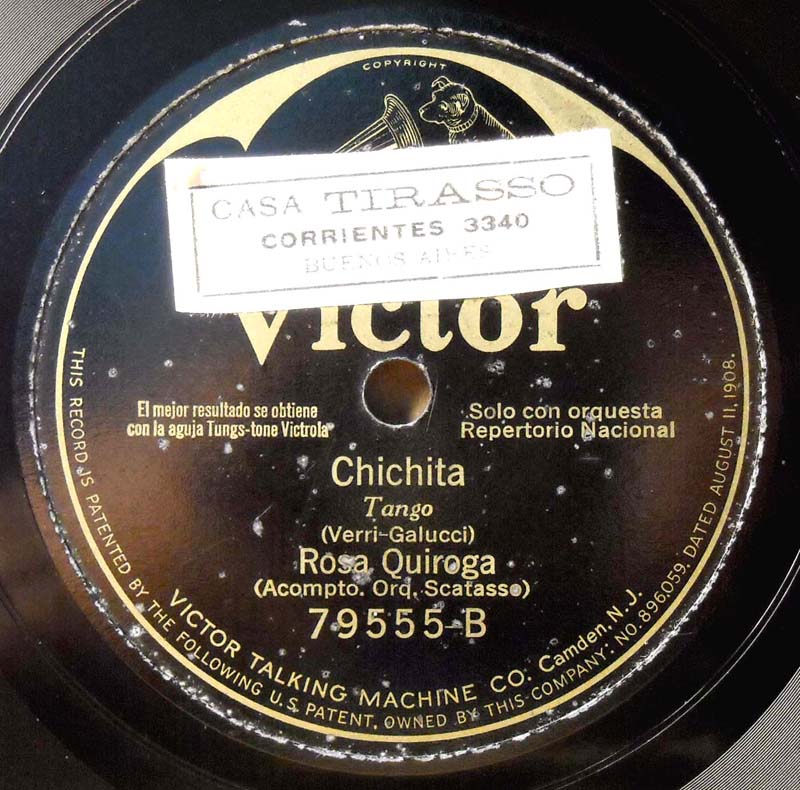 COPYRIGHT
CASA TIRASSO
CORRIENTES 3340
BUENOS AIRES
Victor
El mejor resultado se obtiene
con la aguja Tungs-tone Victrola
Solo con orquesta
Repertorio Nacional
Chichita
Tango
(Verri-Galucci)
Rosa Quiroga
(Acompto. Orq. Scatasso)
79555-B
VICTOR TALKING MACHINE CO. Camden, N.J.
THIS RECORD IS PATENTED BY THE FOLLOWING U.S. PATENT, OWNED BY THIS COMPANY: NO. 896,059, DATED AUGUST 11, 1908.